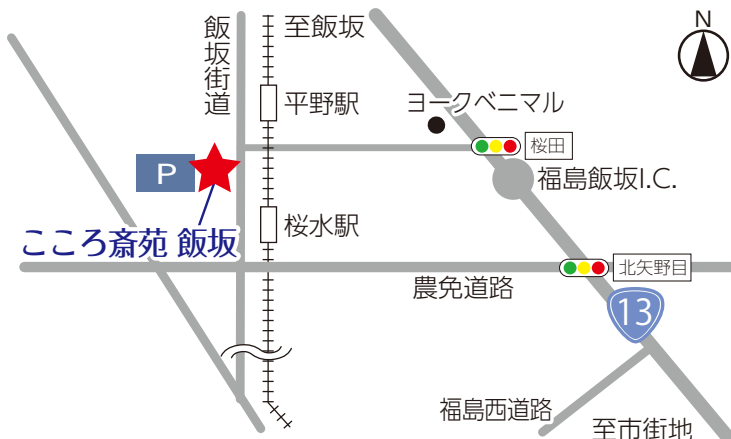 至飯坂
N
飯坂街道
平野駅
ヨークベニマル
桜田
P
福島飯坂I.C.
桜水駅
こころ斎苑 飯坂
北矢野目
農免道路
13
福島西道路
至市街地